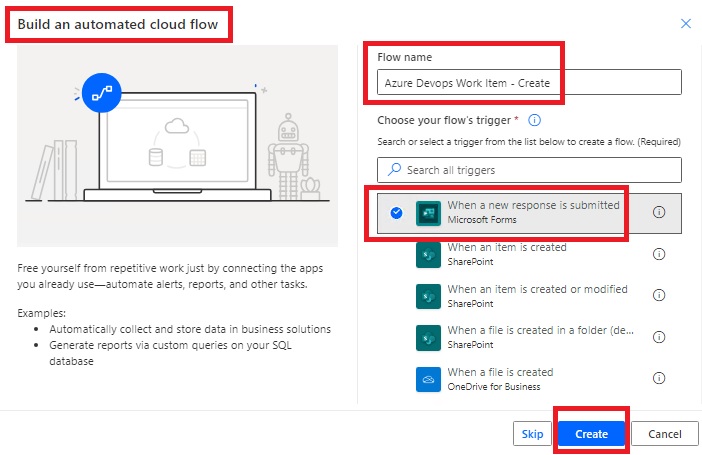 Build an automated cloud flow
Free yourself from repetitive work just by connecting the apps
you already use—automate alerts, reports, and other tasks.
Examples:
• Automatically collect and store data in business solutions
• Generate reports via custom queries on your SQL
database
Flow name
Azure Devops Work Item - Create
Choose your flow's trigger *
Search or select a trigger from the list below to create a flow. (Required)
Search all triggers
When a new response is submitted
Microsoft Forms
When an item is created
SharePoint
When an item is created or modified
SharePoint
When a file is created in a folder (de...
SharePoint
When a file is created
OneDrive for Business
Skip
Create
Cancel